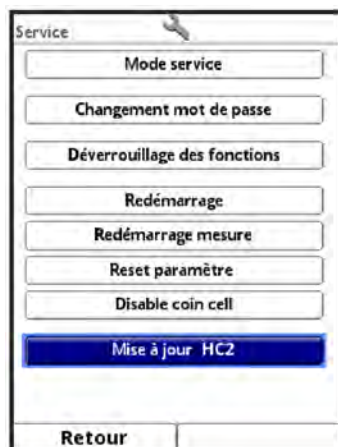 Service
Mode service
Changement mot de passe
Déverrouillage des fonctions
Redémarrage
Redémarrage mesure
Reset paramètre
Disable coin cell
Mise à jour HC2
Retour